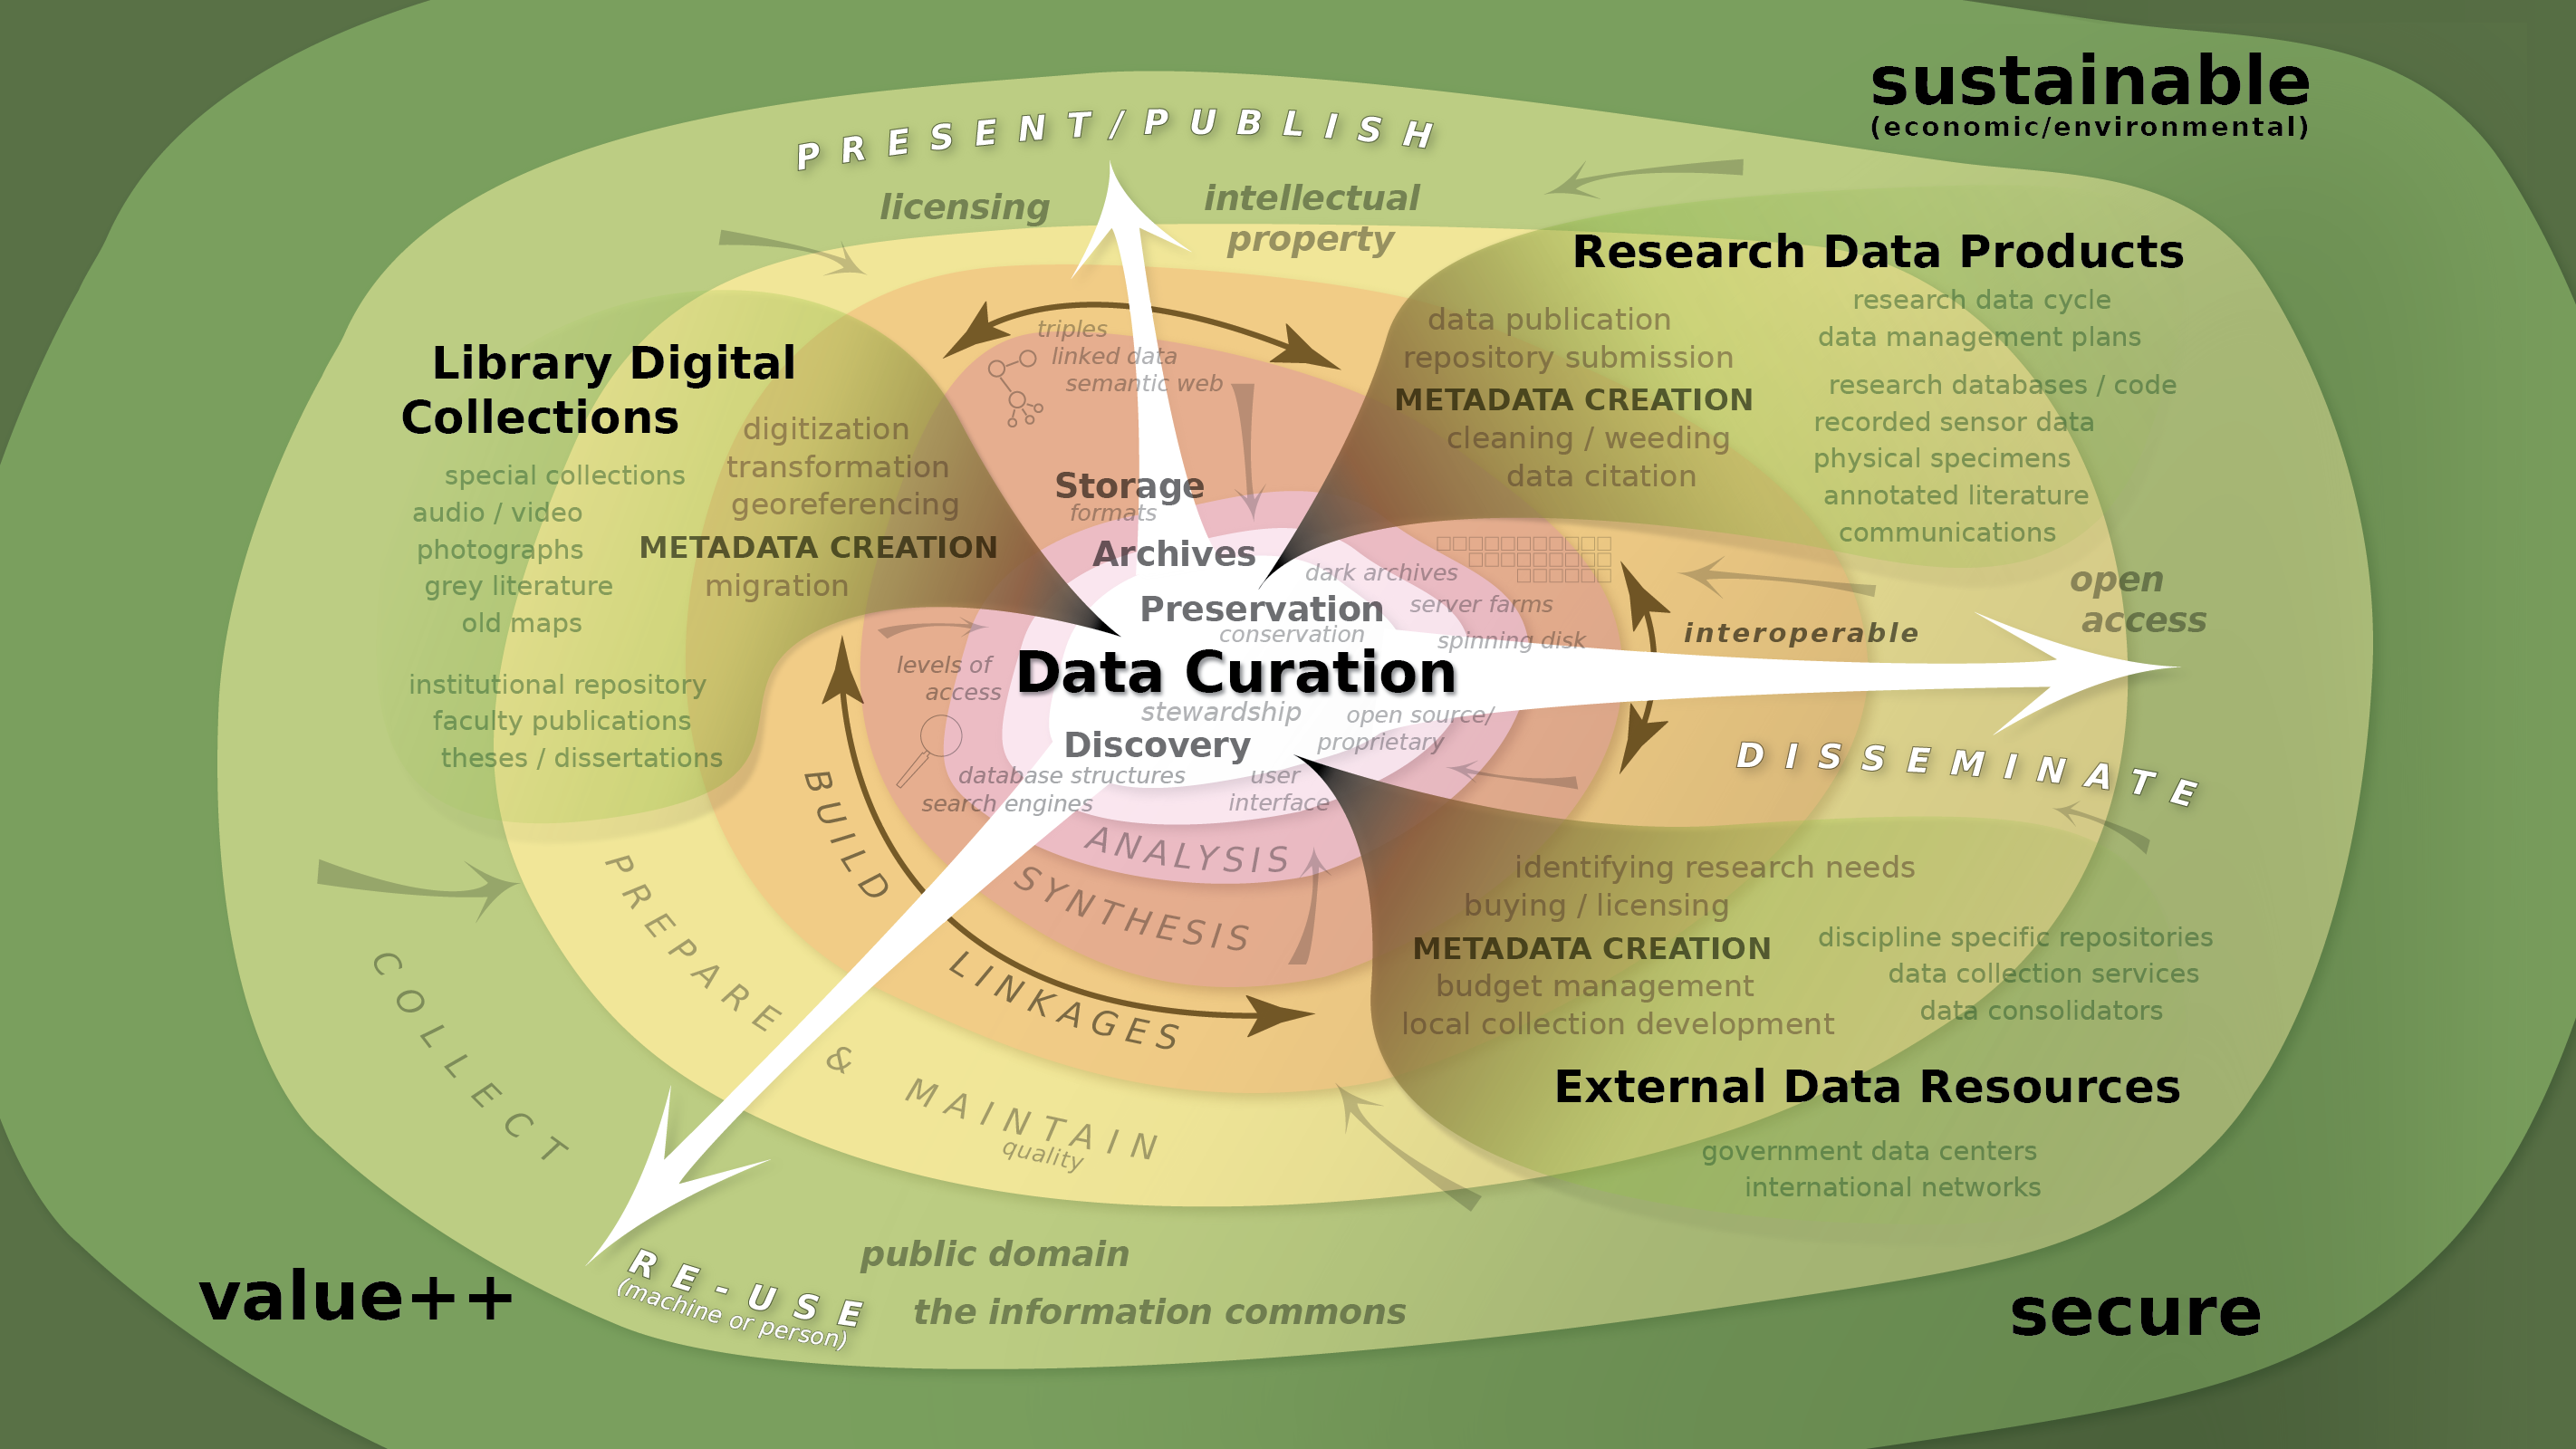 sustainable
(economic/environmental)
PRESENT/PUBLISH
licensing
intellectual
property
Research Data Products
research data cycle
data management plans
research databases / code
recorded sensor data
physical specimens
annotated literature
communications
data publication
repository submission
METADATA CREATION
cleaning / weeding
data citation
Library Digital
Collections
special collections
audio / video
photographs
grey literature
old maps
institutional repository
faculty publications
theses / dissertations
digitization
transformation
georeferencing
METADATA CREATION
migration
triples
linked data
semantic web
Storage
formats
Archives
Preservation
conservation
Data Curation
stewardship
Discovery
dark archives
server farms
spinning disk
open source/
proprietary
levels of
access
database structures
search engines
user
interface
interoperable
open
access
DISSEMINATE
ANALYSIS
SYNTHESIS
BUILD
LINKAGES
PREPARE & MAINTAIN
quality
COLLECT
identifying research needs
buying / licensing
METADATA CREATION
budget management
local collection development
discipline specific repositories
data collection services
data consolidators
External Data Resources
government data centers
international networks
value++
RE-USE
(machine or person)
public domain
the information commons
secure